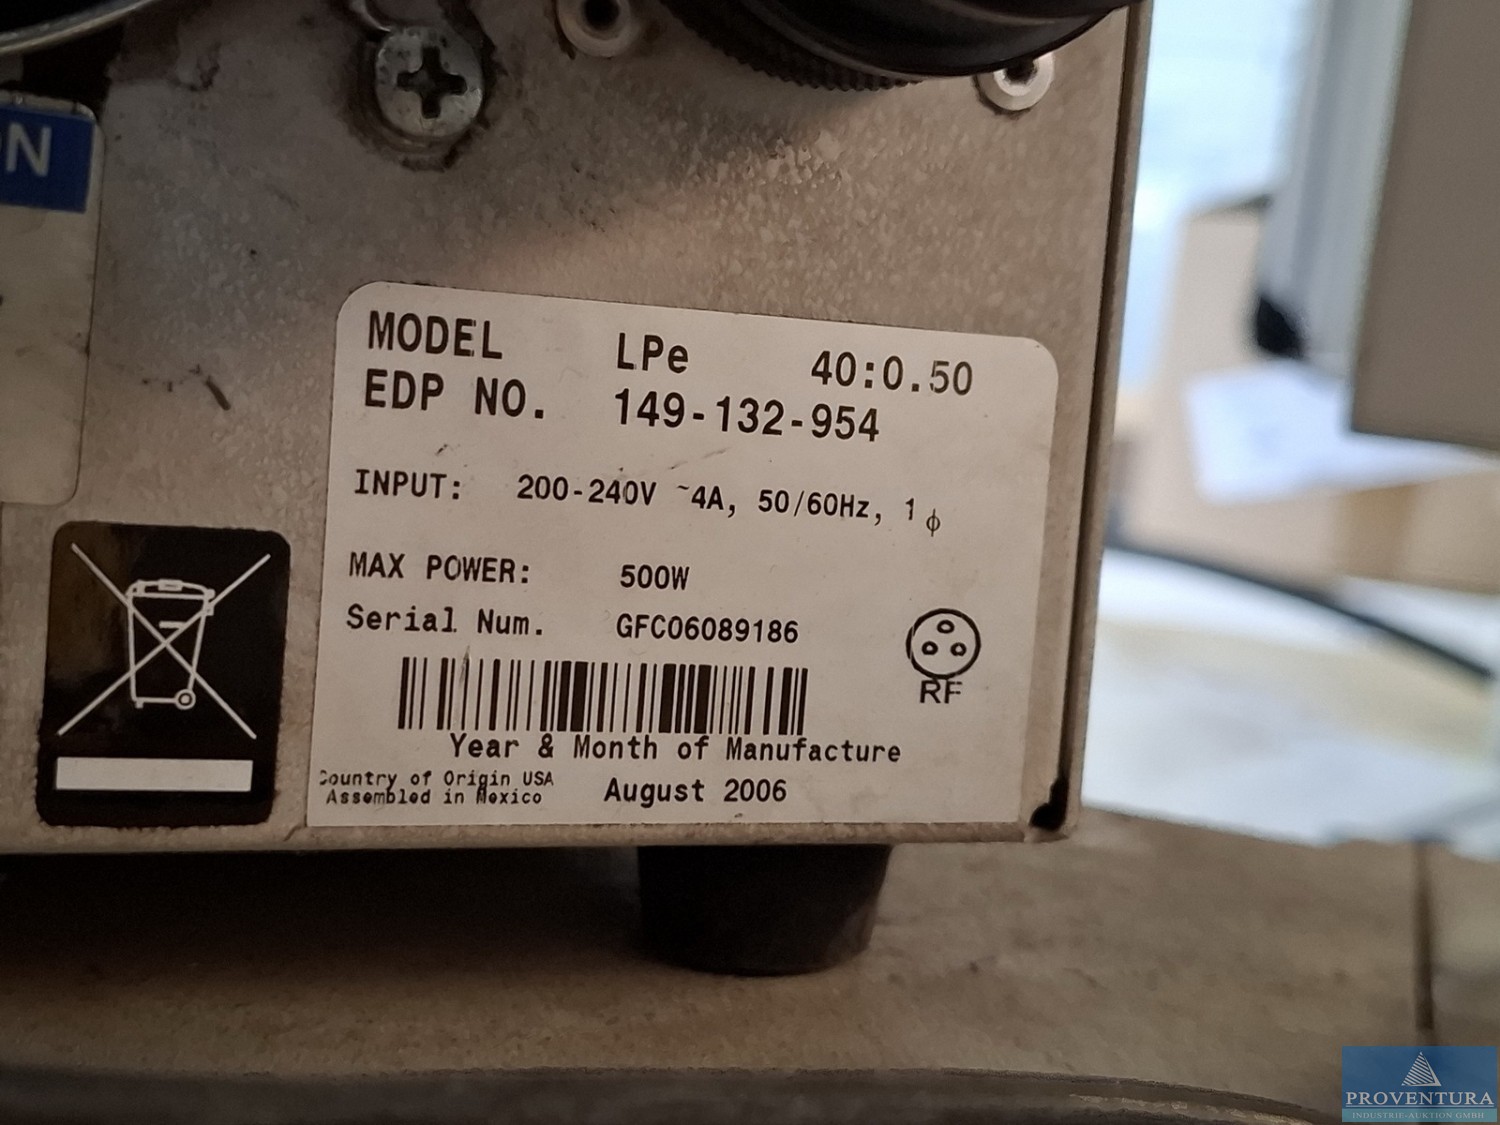 ON
MODEL LPe 40:0.50
EDP NO. 149-132-954
INPUT: 200-240V ~4A, 50/60Hz, 1 ϕ
MAX POWER: 500W
Serial Num. GFC06089186
RF
Year & Month of Manufacture
Country of Origin USA
Assembled in Mexico
August 2006
PROVENTURA
INDUSTRIE-AUKTION GMBH